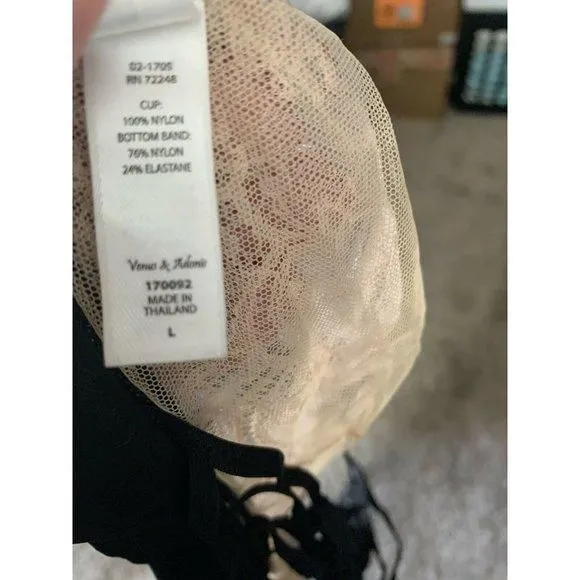 02-1705
RN 72248
CUP:
100% NYLON
BOTTOM BAND:
76% NYLON
24% ELASTANE
Venus & Adonis
170092
MADE IN
THAILAND
L